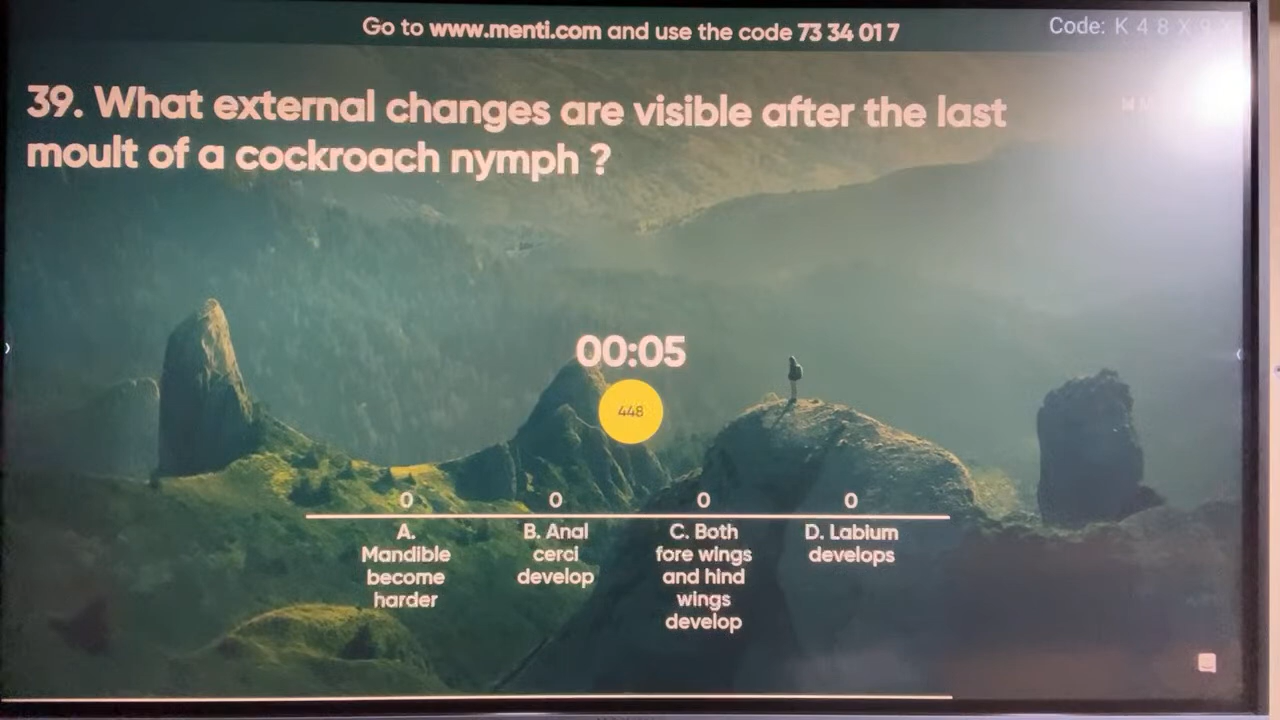 Go to www.menti.com and use the code 73 34 01 7
Code: K 4 8 X 9
39. What external changes are visible after the last
moult of a cockroach nymph ?
00:05
448
0 0 0 0
A.
Mandible
become
harder
B. Anal
cerci
develop
C. Both
fore wings
and hind
wings
develop
D. Labium
develops